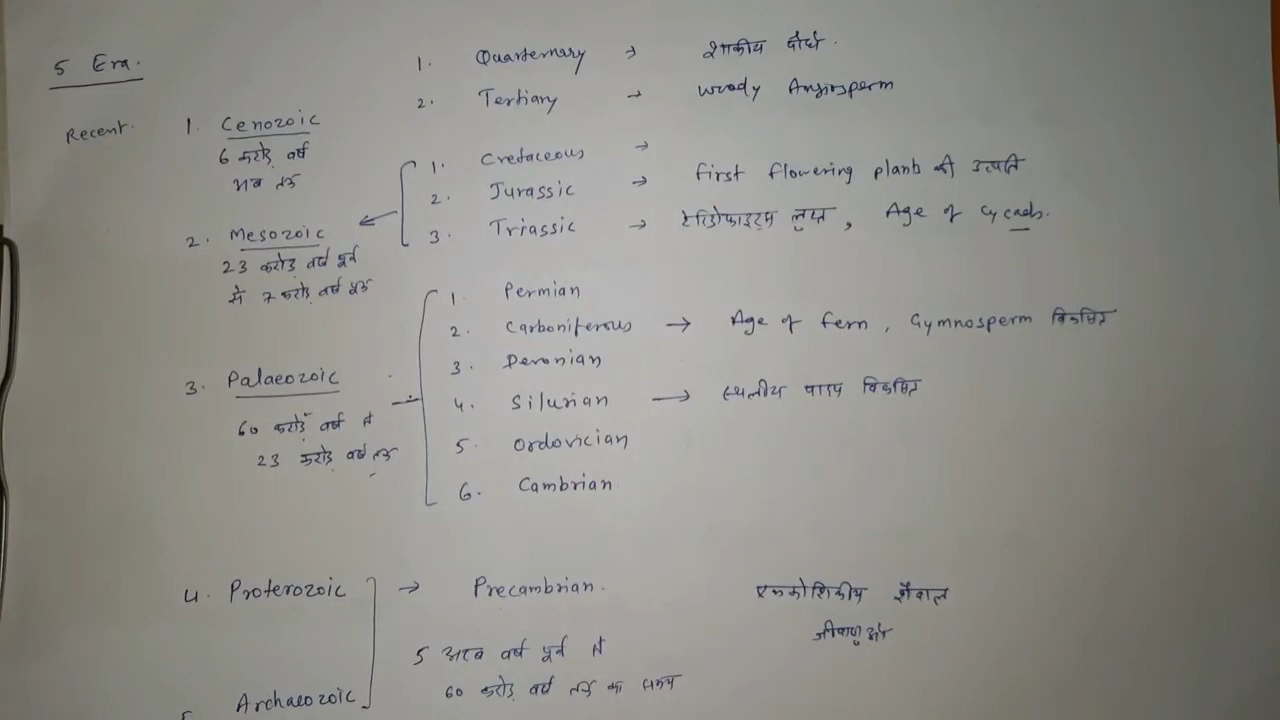 5 Era.
1. Quarternary → शाकीय पौधे.
2. Tertiary → woody Angiosperm
Recent. 1. Cenozoic
6 करोड़ वर्ष
अब तक
1. Cretaceous →
2. Jurassic → first flowering plants की उत्पति
3. Triassic → टेरिडोफाइट्स लुप्त, Age of Cycads.
2. Mesozoic
23 करोड़ वर्ष पूर्व
से 7 करोड़ वर्ष पूर्व
1. Permian
2. Carboniferous → Age of fern, Gymnosperm विकसित
3. Devonian
4. Silurian → स्थलीय पादप विकसित
5. Ordovician
6. Cambrian.
3. Palaeozoic
60 करोड़ वर्ष से
23 करोड़ वर्ष तक
4. Proterozoic → Precambrian. एककोशिकीय शैवाल
जीवाणुओ
5 अरब वर्ष पूर्व से
60 करोड़ वर्ष तक का समय
5 Archaeozoic